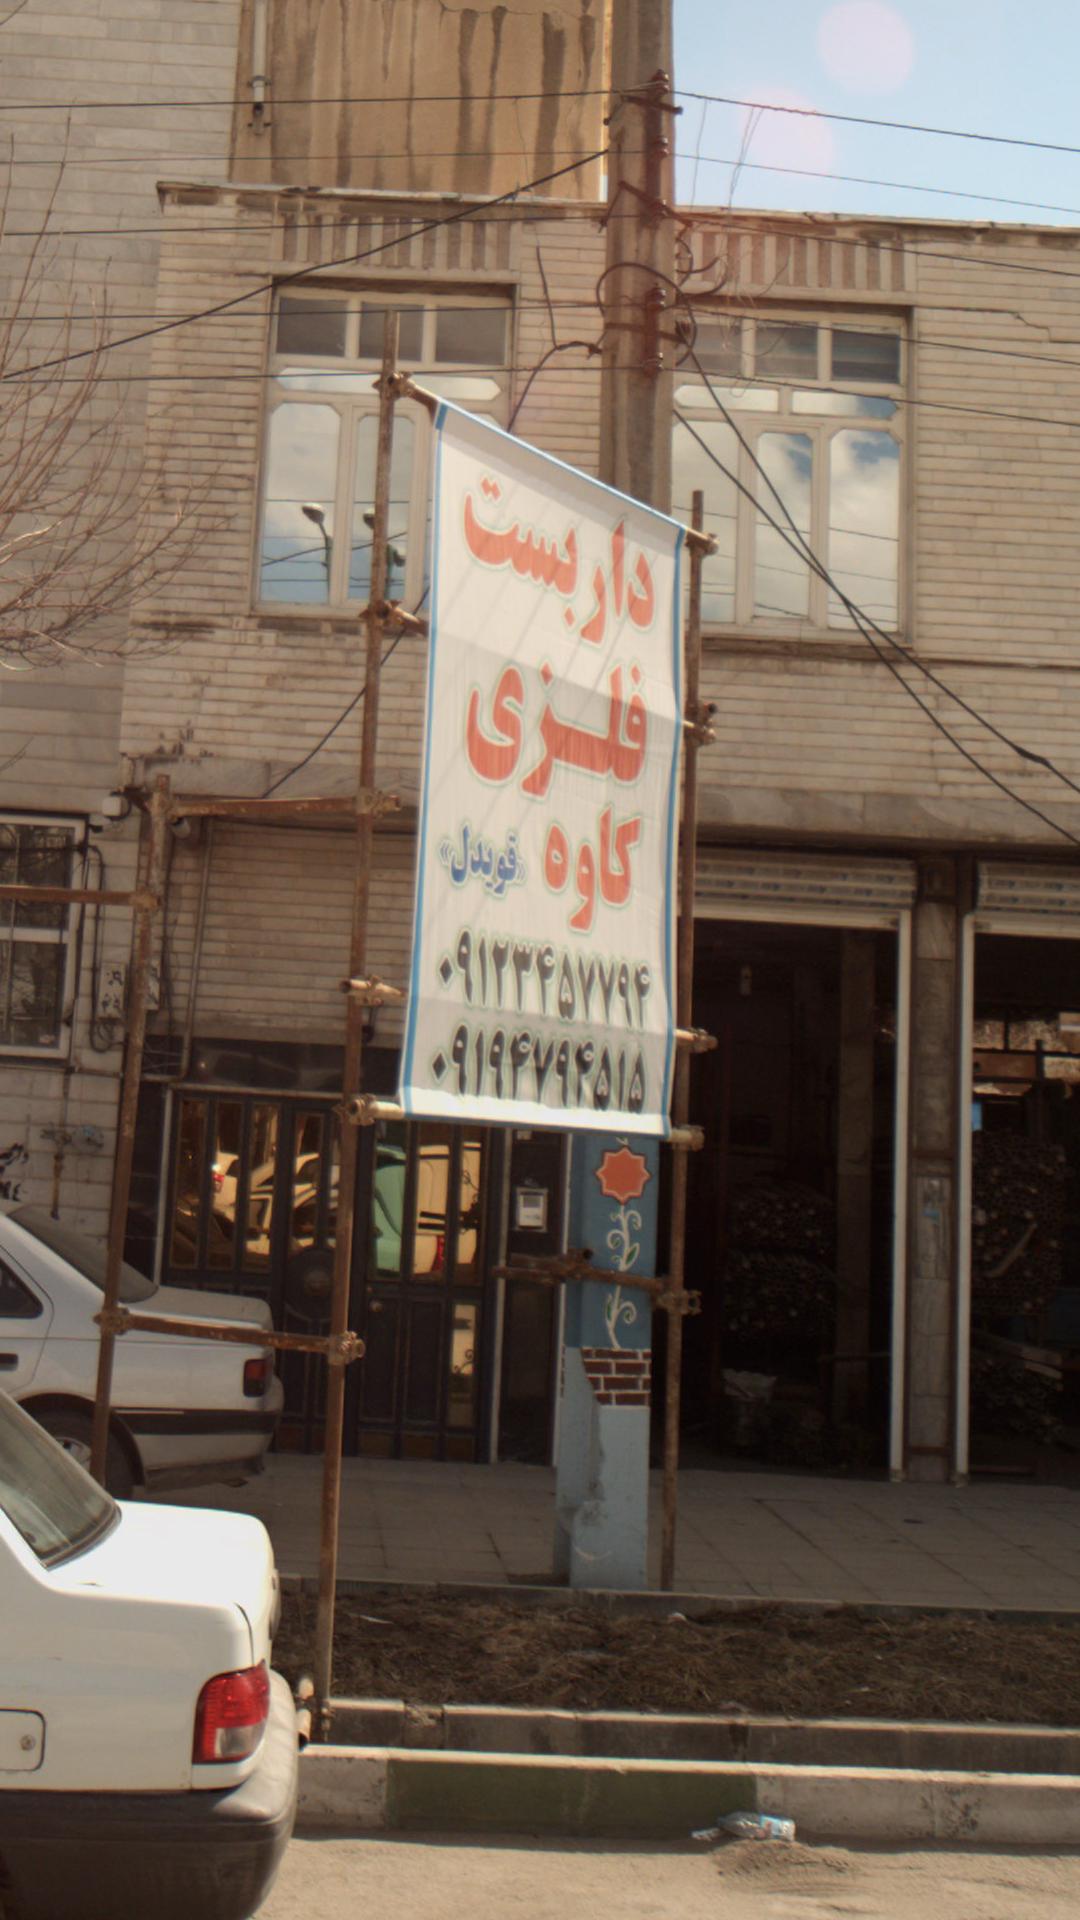 داربست
فلزی
کاوه «قویدل»
۰۹۱۲۳۴۵۷۷۹۴
۰۹۱۹۴۷۹۴۵۱۵